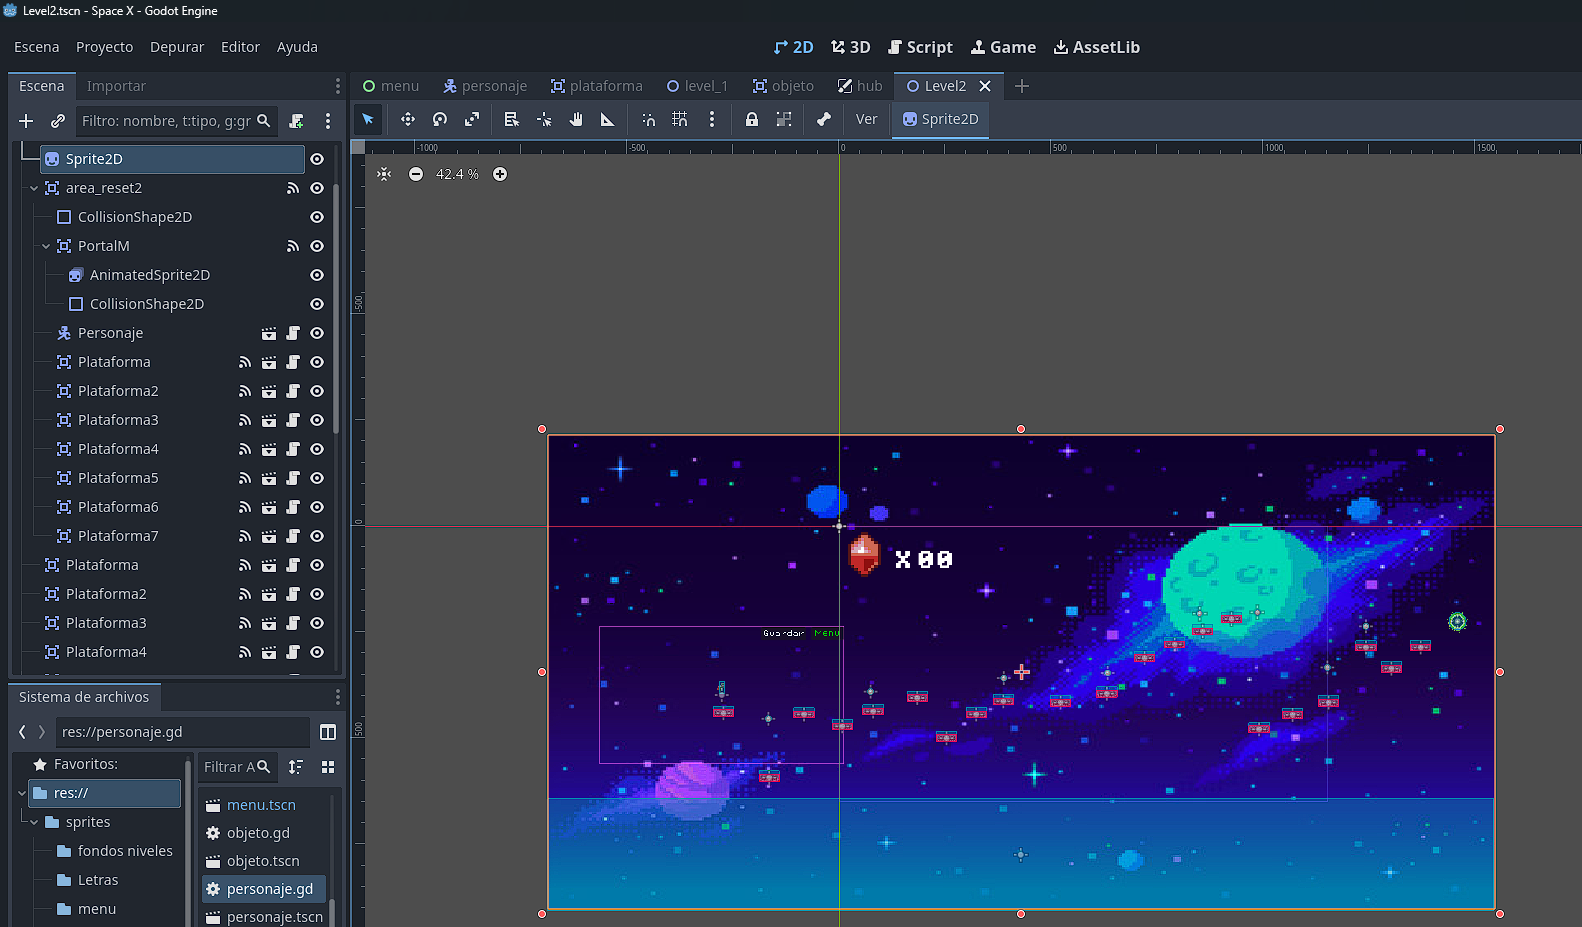 Level2.tscn - Space X - Godot Engine
Escena Proyecto Depurar Editor Ayuda
2D 3D Script Game AssetLib
Escena Importar
menu personaje plataforma level_1 objeto hub Level2
Filtro: nombre, t:tipo, g:gr
Ver Sprite2D
-1000 -500 0 500 1000 1500
42.4 %
Sprite2D
area_reset2
CollisionShape2D
PortalM
AnimatedSprite2D
CollisionShape2D
Personaje
Plataforma
Plataforma2
Plataforma3
Plataforma4
Plataforma5
Plataforma6
Plataforma7
Plataforma
Plataforma2
Plataforma3
Plataforma4
-500
0
500
X00
Guardar Menu
Sistema de archivos
res://personaje.gd
Favoritos:
res://
sprites
fondos niveles
Letras
menu
Filtrar A
menu.tscn
objeto.gd
objeto.tscn
personaje.gd
personaje.tscn